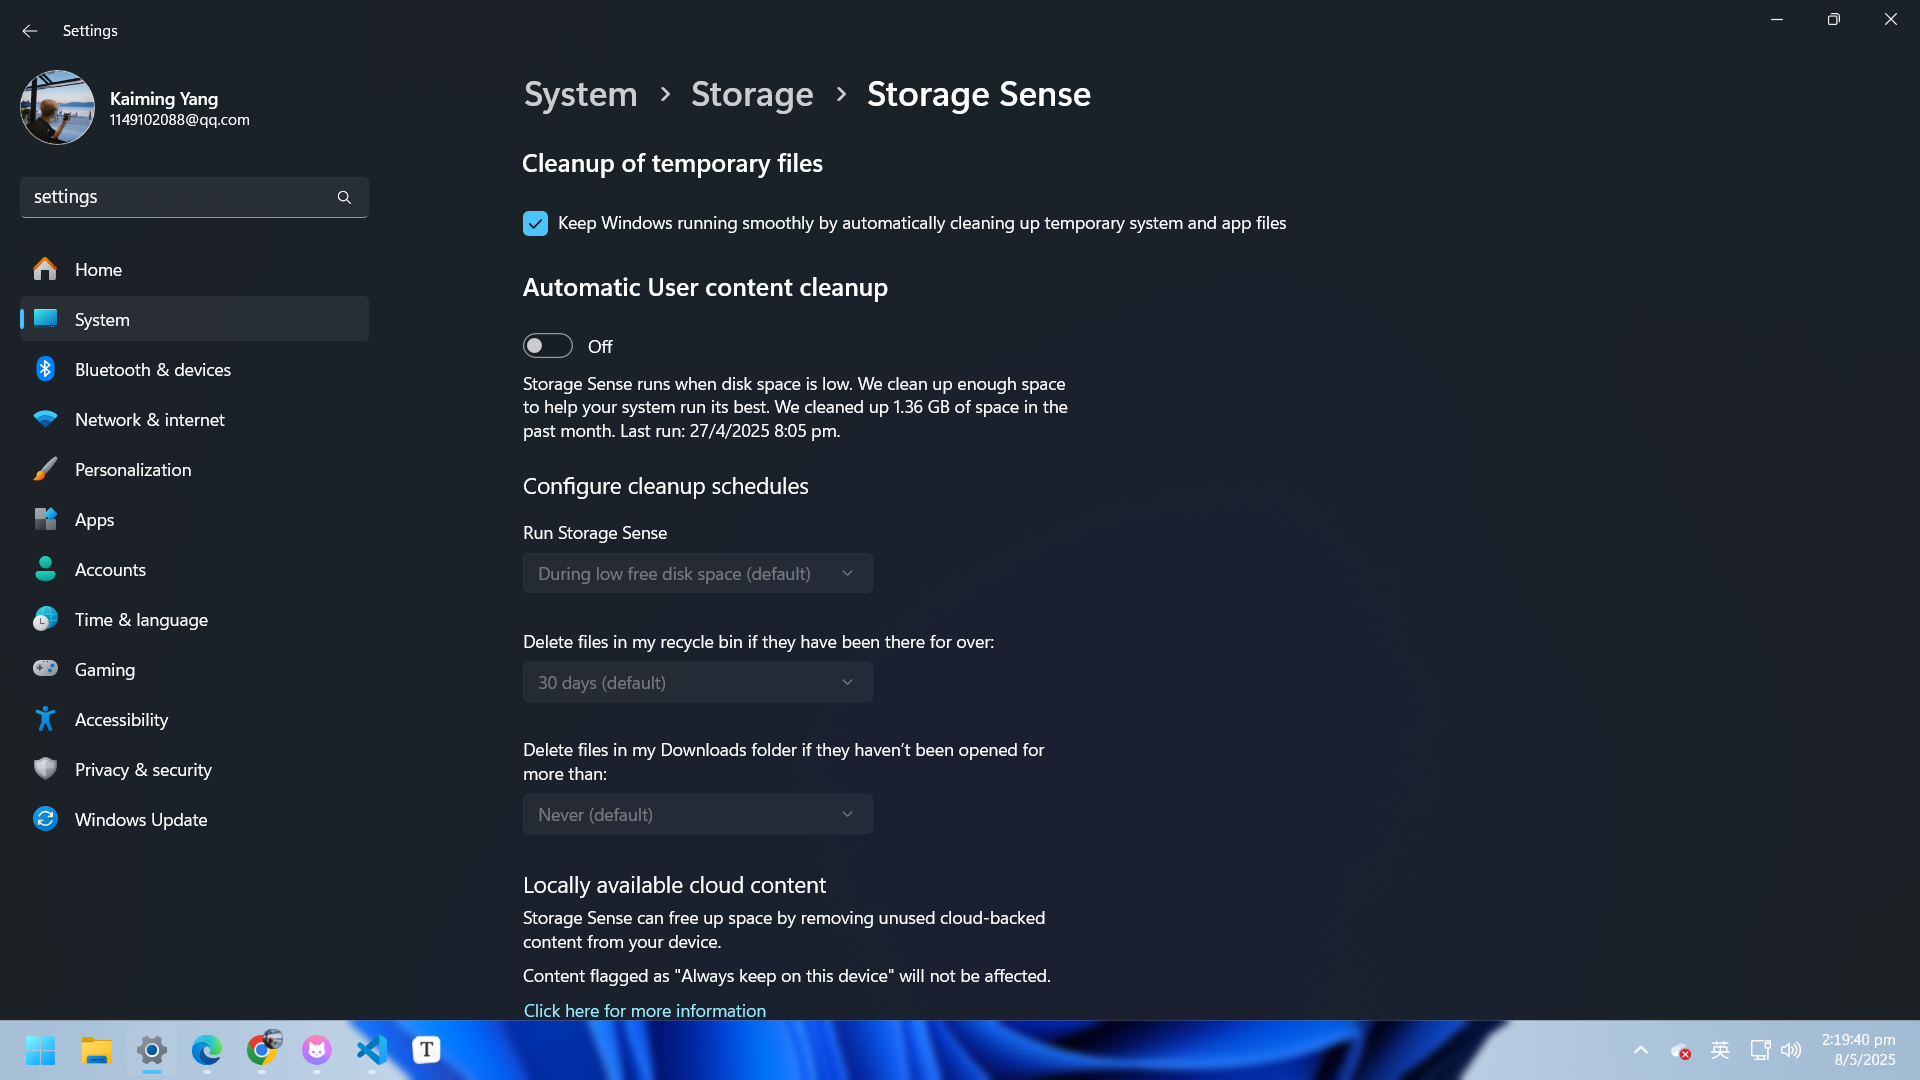 Settings
Kaiming Yang
1149102088@qq.com
settings
Home
System
Bluetooth & devices
Network & internet
Personalization
Apps
Accounts
Time & language
Gaming
Accessibility
Privacy & security
Windows Update
System > Storage > Storage Sense
Cleanup of temporary files
Keep Windows running smoothly by automatically cleaning up temporary system and app files
Automatic User content cleanup
Off
Storage Sense runs when disk space is low. We clean up enough space
to help your system run its best. We cleaned up 1.36 GB of space in the
past month. Last run: 27/4/2025 8:05 pm.
Configure cleanup schedules
Run Storage Sense
During low free disk space (default)
Delete files in my recycle bin if they have been there for over:
30 days (default)
Delete files in my Downloads folder if they haven’t been opened for
more than:
Never (default)
Locally available cloud content
Storage Sense can free up space by removing unused cloud-backed
content from your device.
Content flagged as "Always keep on this device" will not be affected.
Click here for more information
T
英
2:19:40 pm
8/5/2025